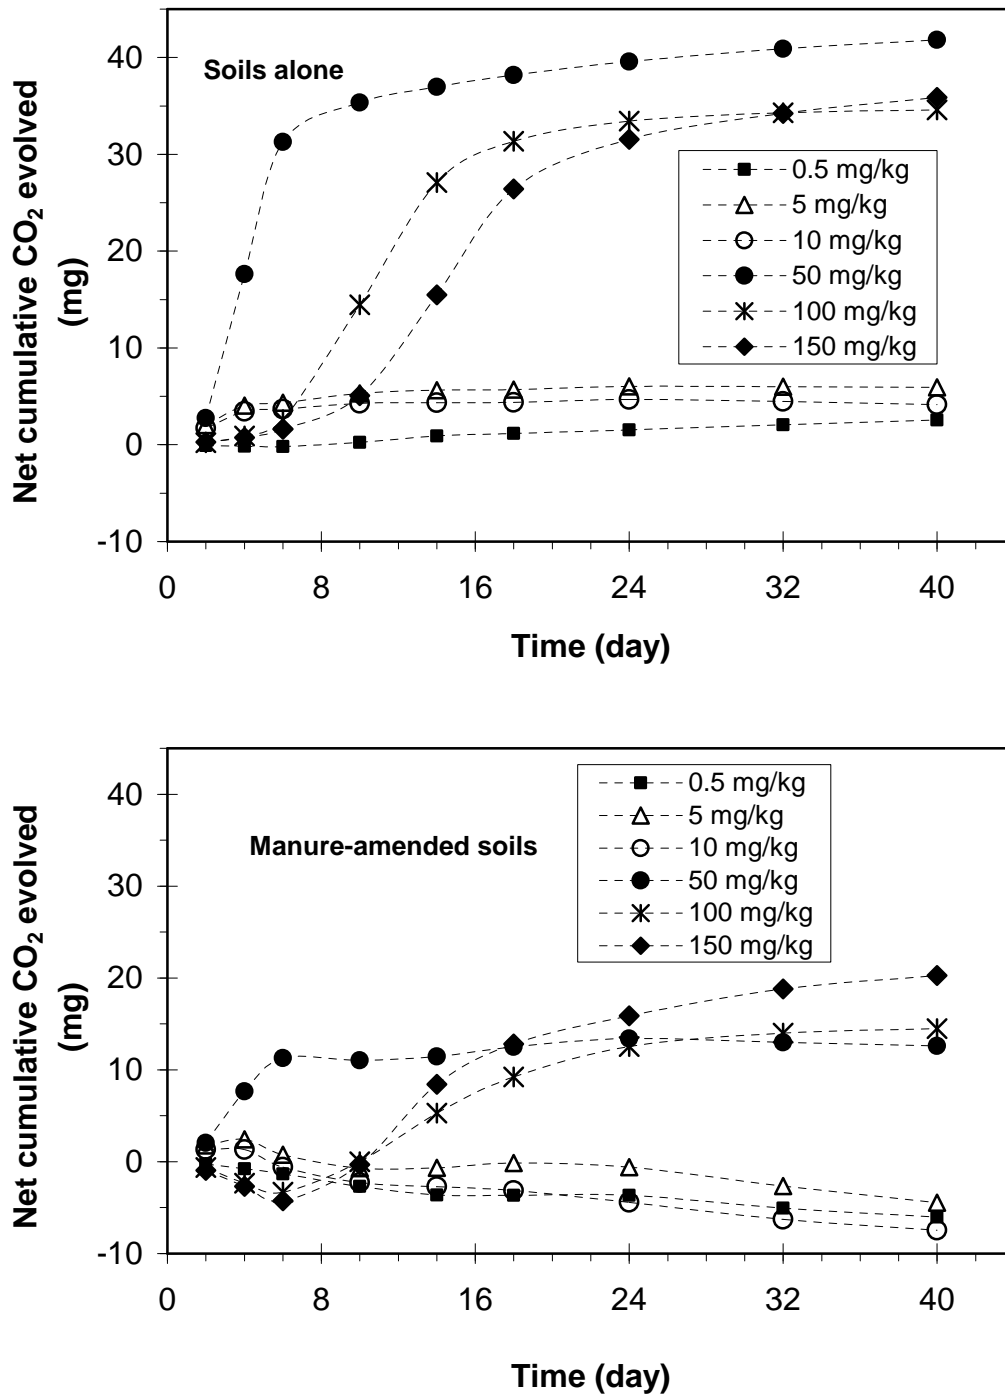 Soils alone
Net cumulative CO₂ evolved
(mg)
40
30
20
10
0
-10
0.5 mg/kg
5 mg/kg
10 mg/kg
50 mg/kg
100 mg/kg
150 mg/kg
0 8 16 24 32 40
Time (day)
Manure-amended soils
Net cumulative CO₂ evolved
(mg)
40
30
20
10
0
-10
0.5 mg/kg
5 mg/kg
10 mg/kg
50 mg/kg
100 mg/kg
150 mg/kg
0 8 16 24 32 40
Time (day)